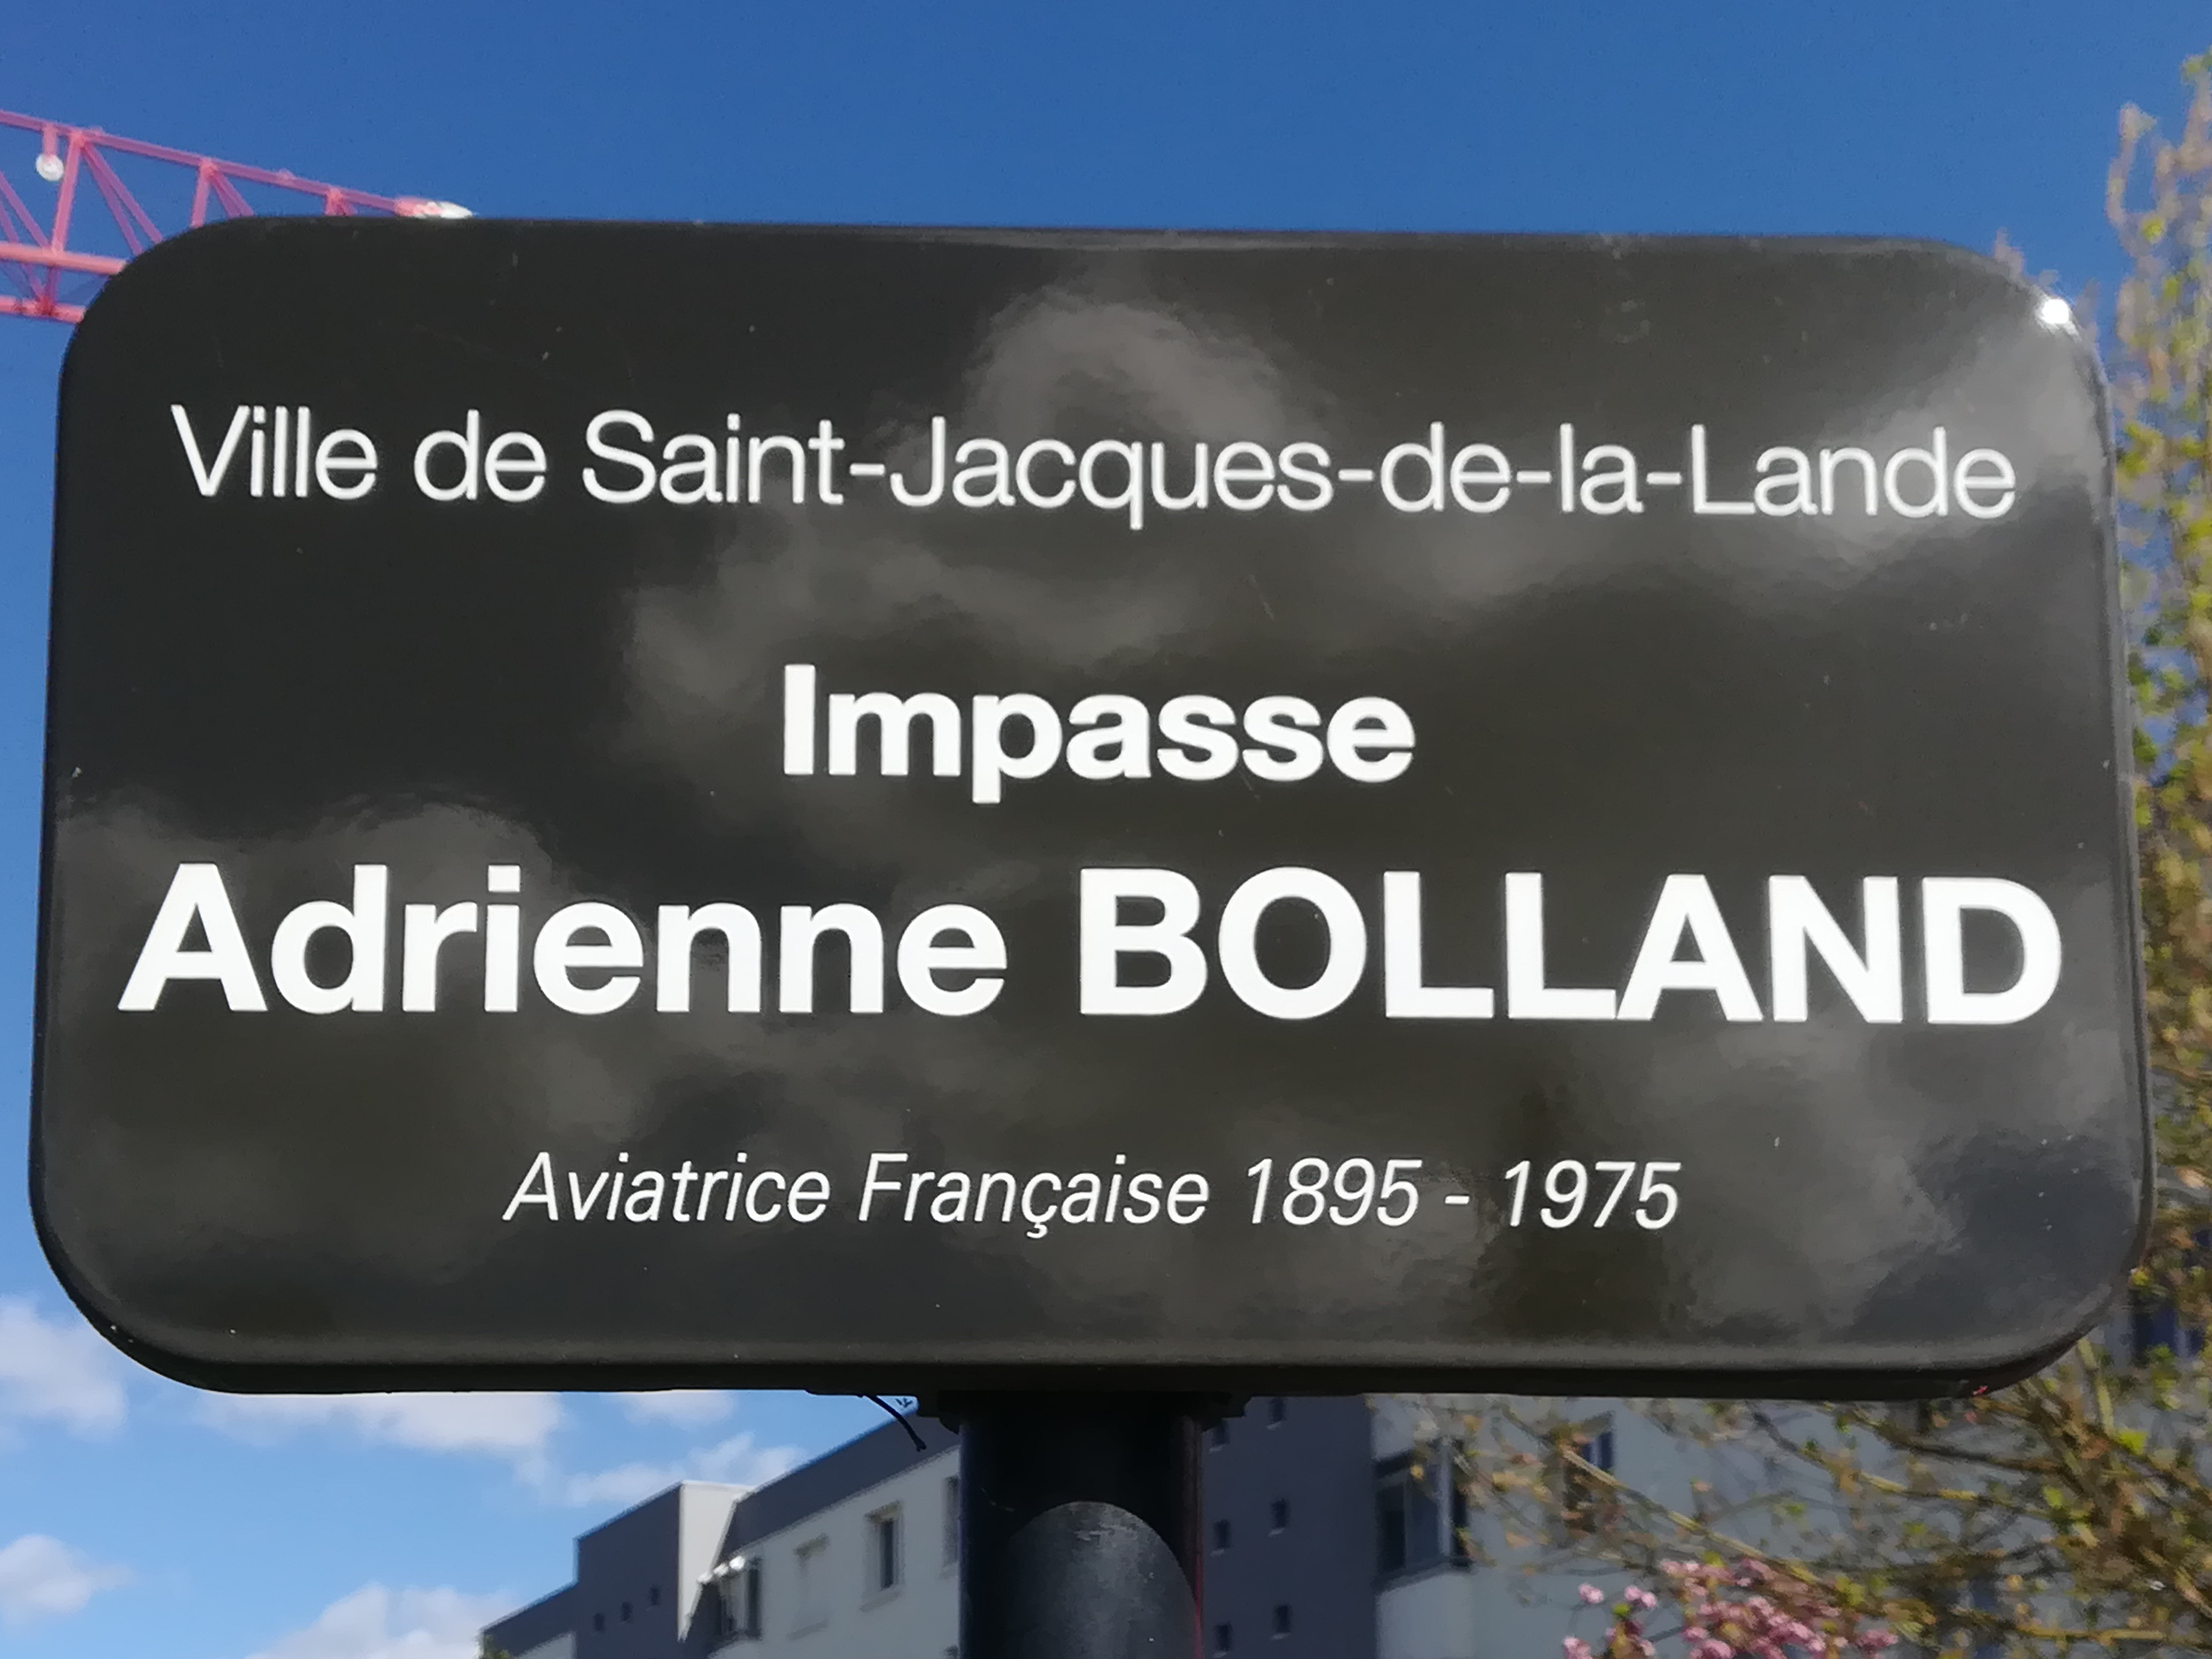 Ville de Saint-Jacques-de-la-Lande
Impasse
Adrienne BOLLAND
Aviatrice Française 1895 - 1975